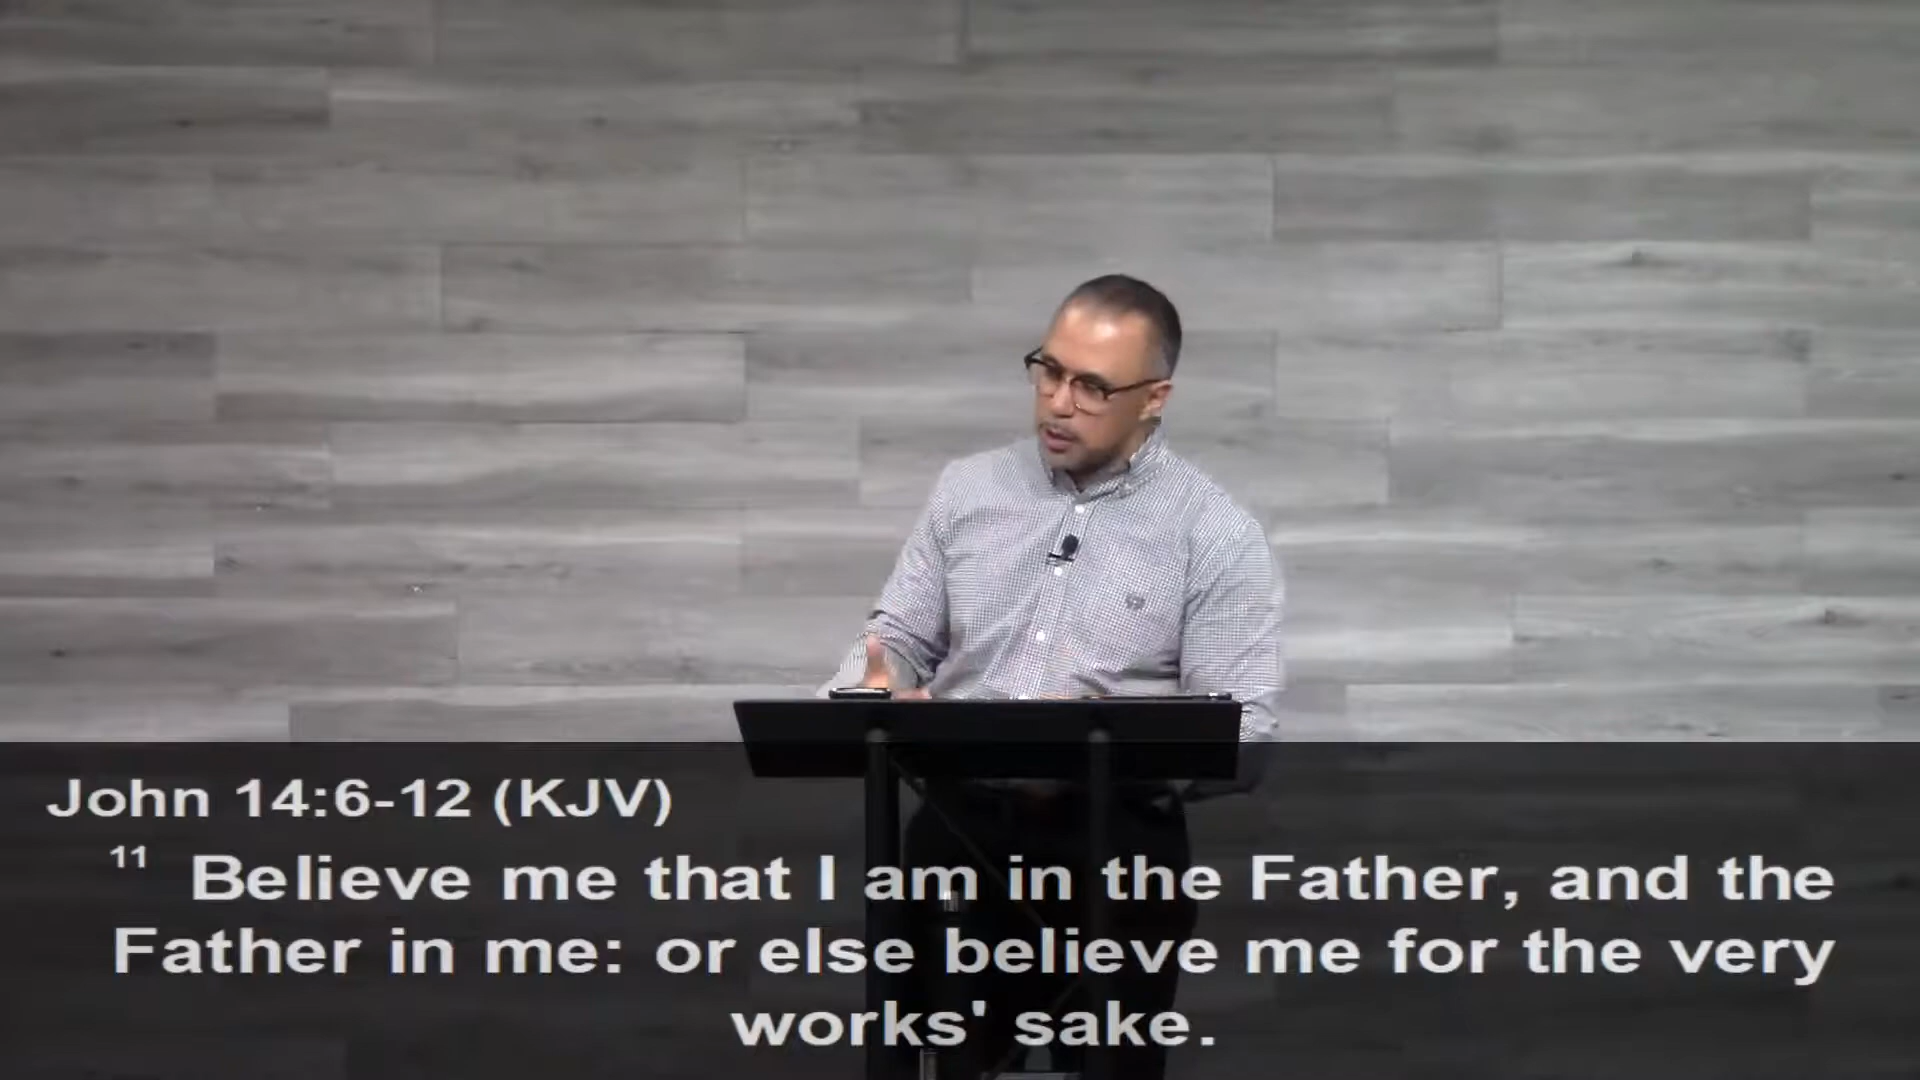 John 14:6-12 (KJV)
11 Believe me that I am in the Father, and the
Father in me: or else believe me for the very
works' sake.